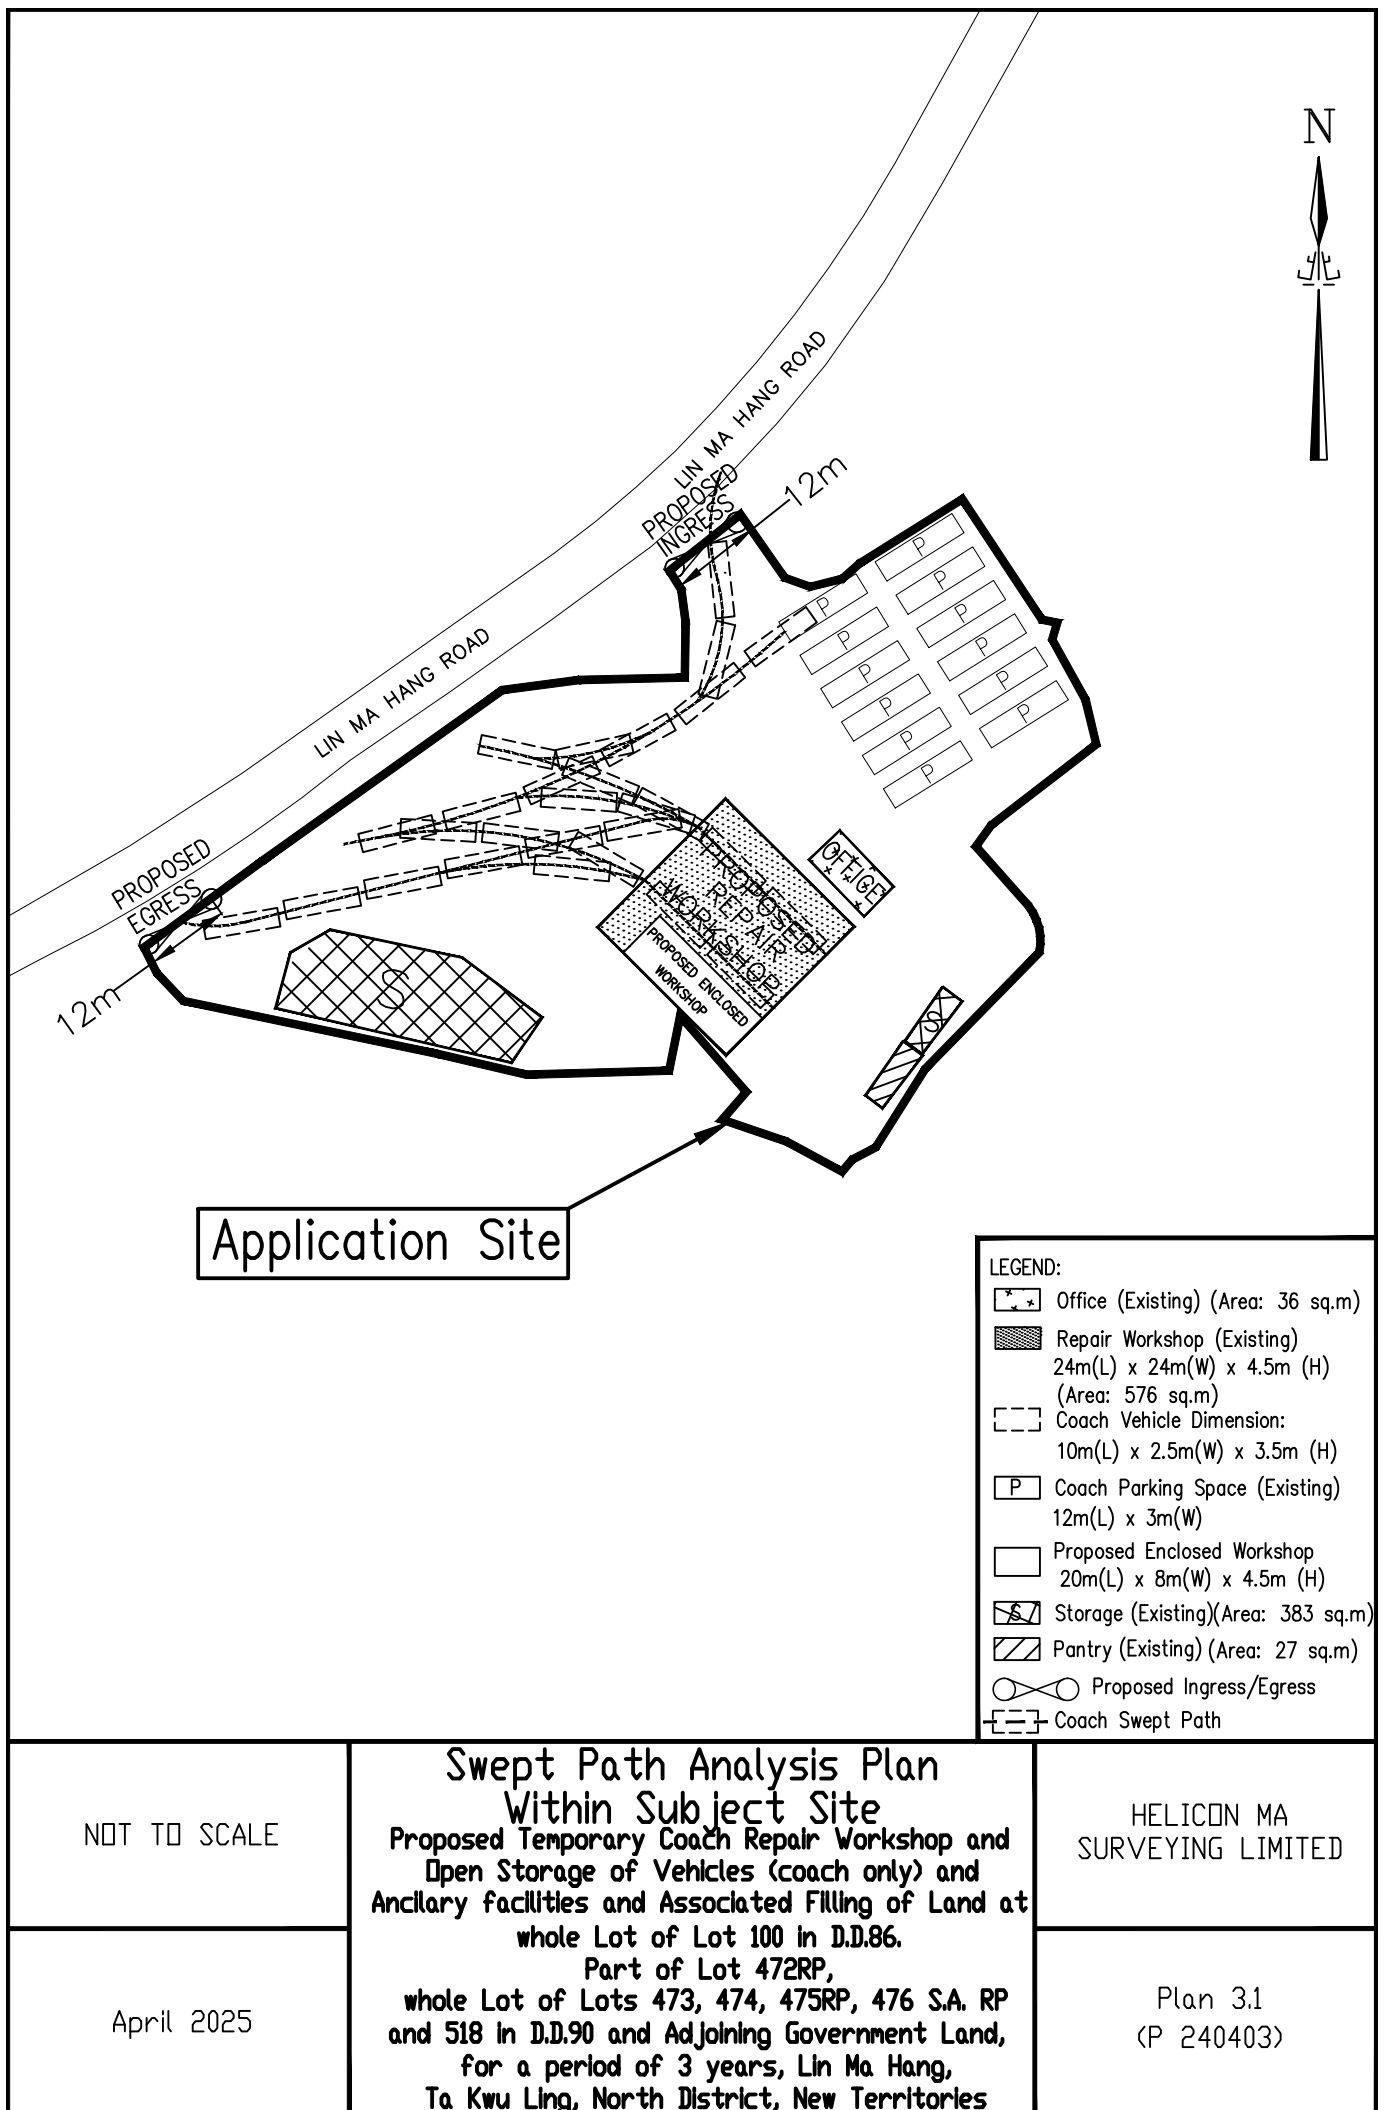 N
LIN MA HANG ROAD
12m
PROPOSED
INGRESS
P
P
P
P
P
P
P
P
P
P
P
P
LIN MA HANG ROAD
PROPOSED
EGRESS
12m
OFFICE
PROPOSED
REPAIR
WORKSHOP
PROPOSED ENCLOSED
WORKSHOP
S
S
Application Site
LEGEND:
Office (Existing) (Area: 36 sq.m)
Repair Workshop (Existing)
24m(L) x 24m(W) x 4.5m (H)
(Area: 576 sq.m)
Coach Vehicle Dimension:
10m(L) x 2.5m(W) x 3.5m (H)
P Coach Parking Space (Existing)
12m(L) x 3m(W)
Proposed Enclosed Workshop
20m(L) x 8m(W) x 4.5m (H)
S Storage (Existing)(Area: 383 sq.m)
Pantry (Existing) (Area: 27 sq.m)
Proposed Ingress/Egress
Coach Swept Path
NOT TO SCALE
April 2025
Swept Path Analysis Plan
Within Subject Site
Proposed Temporary Coach Repair Workshop and
Open Storage of Vehicles (coach only) and
Ancilary facilities and Associated Filling of Land at
whole Lot of Lot 100 in D.D.86.
Part of Lot 472RP,
whole Lot of Lots 473, 474, 475RP, 476 S.A. RP
and 518 in D.D.90 and Adjoining Government Land,
for a period of 3 years, Lin Ma Hang,
Ta Kwu Ling, North District, New Territories
HELICON MA
SURVEYING LIMITED
Plan 3.1
(P 240403)